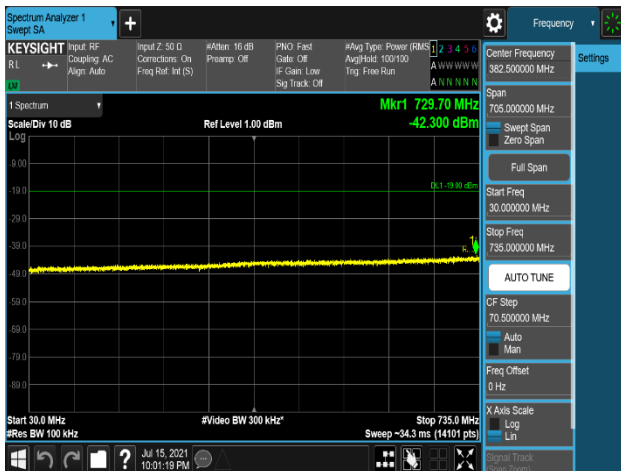 Spectrum Analyzer 1
Swept SA
+
Frequency
KEYSIGHT
RL
Input: RF
Coupling: AC
Align: Auto
Input Z: 50 Ω
Corrections: On
Freq Ref: Int (S)
#Atten: 16 dB
Preamp: Off
PNO: Fast
Gate: Off
IF Gain: Low
Sig Track: Off
#Avg Type: Power (RMS
Avg|Hold: 100/100
Trig: Free Run
1 2 3 4 5 6
A W W W W W
A N N N N N
1 Spectrum
Scale/Div 10 dB
Log
Ref Level 1.00 dBm
Mkr1 729.70 MHz
-42.300 dBm
-9.00
-19.0
-29.0
-39.0
-49.0
-59.0
-69.0
-79.0
-89.0
DL1 -19.00 dBm
1
Start 30.0 MHz
#Res BW 100 kHz
#Video BW 300 kHz*
Stop 735.0 MHz
Sweep ~34.3 ms (14101 pts)
?
Jul 15, 2021
10:01:19 PM
Center Frequency
382.500000 MHz
Settings
Span
705.000000 MHz
Swept Span
Zero Span
Full Span
Start Freq
30.000000 MHz
Stop Freq
735.000000 MHz
AUTO TUNE
CF Step
70.500000 MHz
Auto
Man
Freq Offset
0 Hz
X Axis Scale
Log
Lin
Signal Track
(Span Zoom)